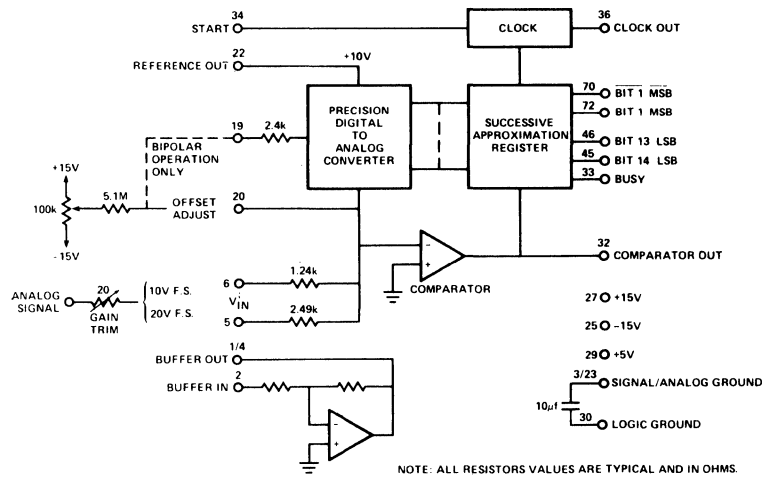 34
START
CLOCK
36
CLOCK OUT
22
REFERENCE OUT
+10V
PRECISION
DIGITAL
TO
ANALOG
CONVERTER
SUCCESSIVE
APPROXIMATION
REGISTER
70
BIT 1 MSB
72
BIT 1 MSB
46
BIT 13 LSB
45
BIT 14 LSB
33
BUSY
19
2.4k
BIPOLAR
OPERATION
ONLY
+15V
100k
-15V
5.1M
OFFSET
ADJUST
20
-
+
COMPARATOR
32
COMPARATOR OUT
ANALOG
SIGNAL
20
GAIN
TRIM
10V F.S.
20V F.S.
6
VIN
5
1.24k
2.49k
27 +15V
25 -15V
29 +5V
3/23
SIGNAL/ANALOG GROUND
10µf
30
LOGIC GROUND
1/4
BUFFER OUT
2
BUFFER IN
-
+
NOTE: ALL RESISTORS VALUES ARE TYPICAL AND IN OHMS.